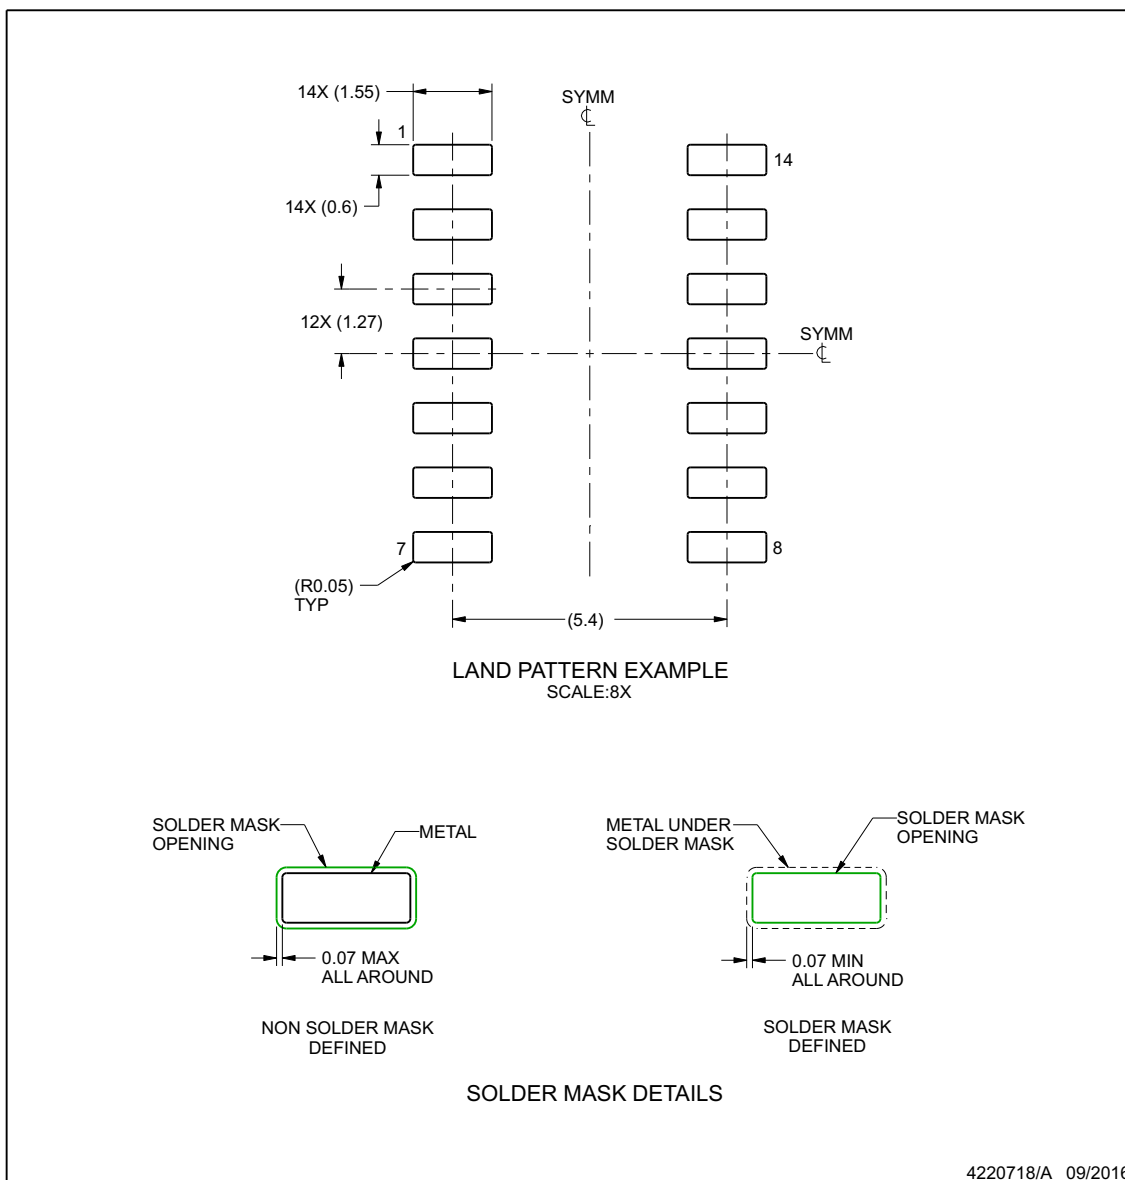 14X (1.55)
SYMM
℄
1
14
14X (0.6)
12X (1.27)
SYMM
℄
7
8
(R0.05)
TYP
(5.4)
LAND PATTERN EXAMPLE
SCALE:8X
SOLDER MASK
OPENING
METAL
METAL UNDER
SOLDER MASK
SOLDER MASK
OPENING
0.07 MAX
ALL AROUND
0.07 MIN
ALL AROUND
NON SOLDER MASK
DEFINED
SOLDER MASK
DEFINED
SOLDER MASK DETAILS
4220718/A 09/2016